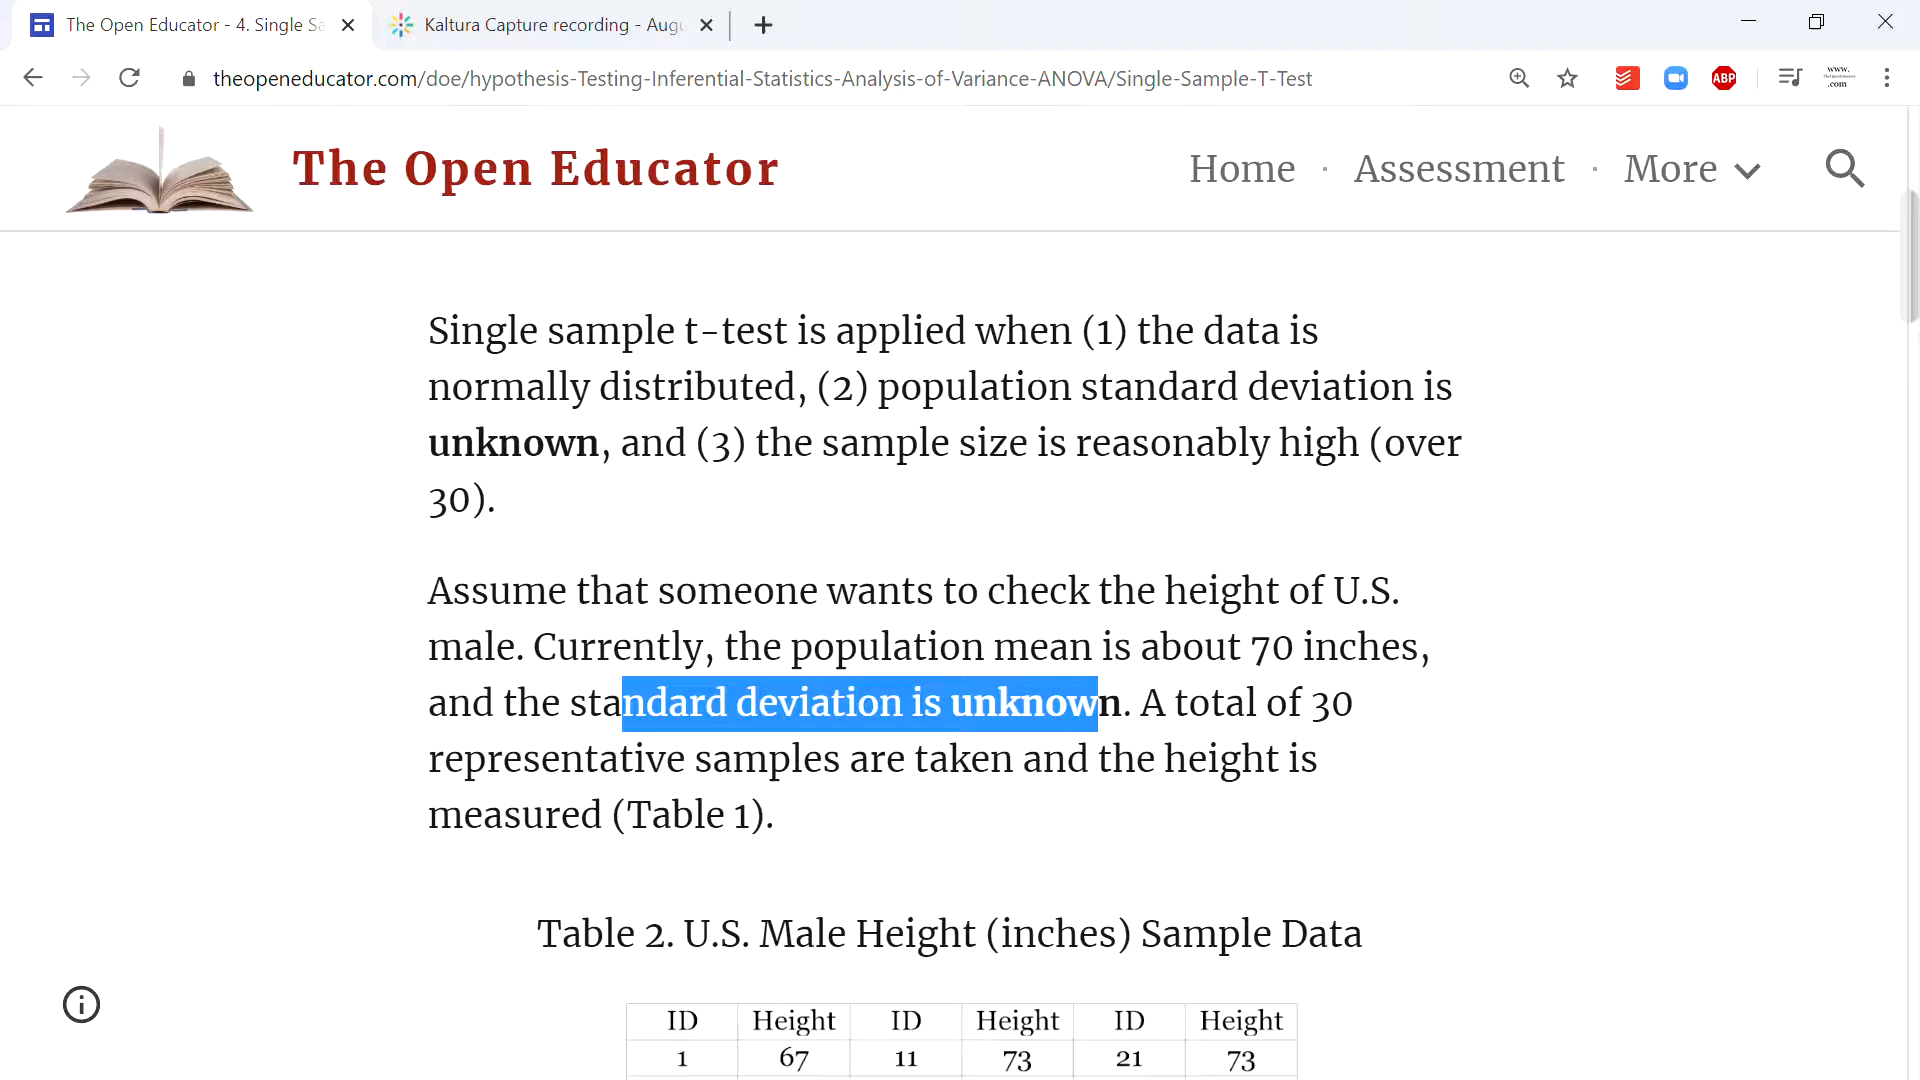 The Open Educator - 4. Single Sa
Kaltura Capture recording - Augu
theopeneducator.com/doe/hypothesis-Testing-Inferential-Statistics-Analysis-of-Variance-ANOVA/Single-Sample-T-Test
ABP
www.
.com
The Open Educator
Home · Assessment · More
Single sample t-test is applied when (1) the data is
normally distributed, (2) population standard deviation is
unknown, and (3) the sample size is reasonably high (over
30).
Assume that someone wants to check the height of U.S.
male. Currently, the population mean is about 70 inches,
and the standard deviation is unknown. A total of 30
representative samples are taken and the height is
measured (Table 1).
Table 2. U.S. Male Height (inches) Sample Data
ID Height ID Height ID Height
1 67 11 73 21 73